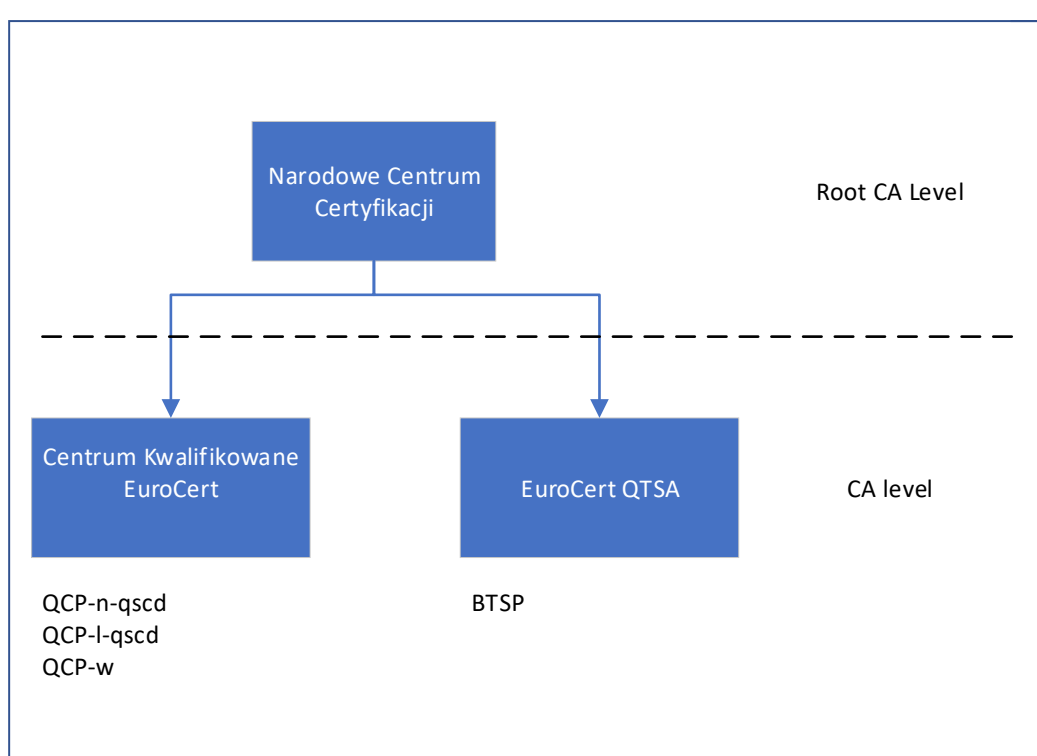 Narodowe Centrum
Certyfikacji
Root CA Level
Centrum Kwalifikowane
EuroCert
EuroCert QTSA
CA level
QCP-n-qscd
QCP-l-qscd
QCP-w
BTSP